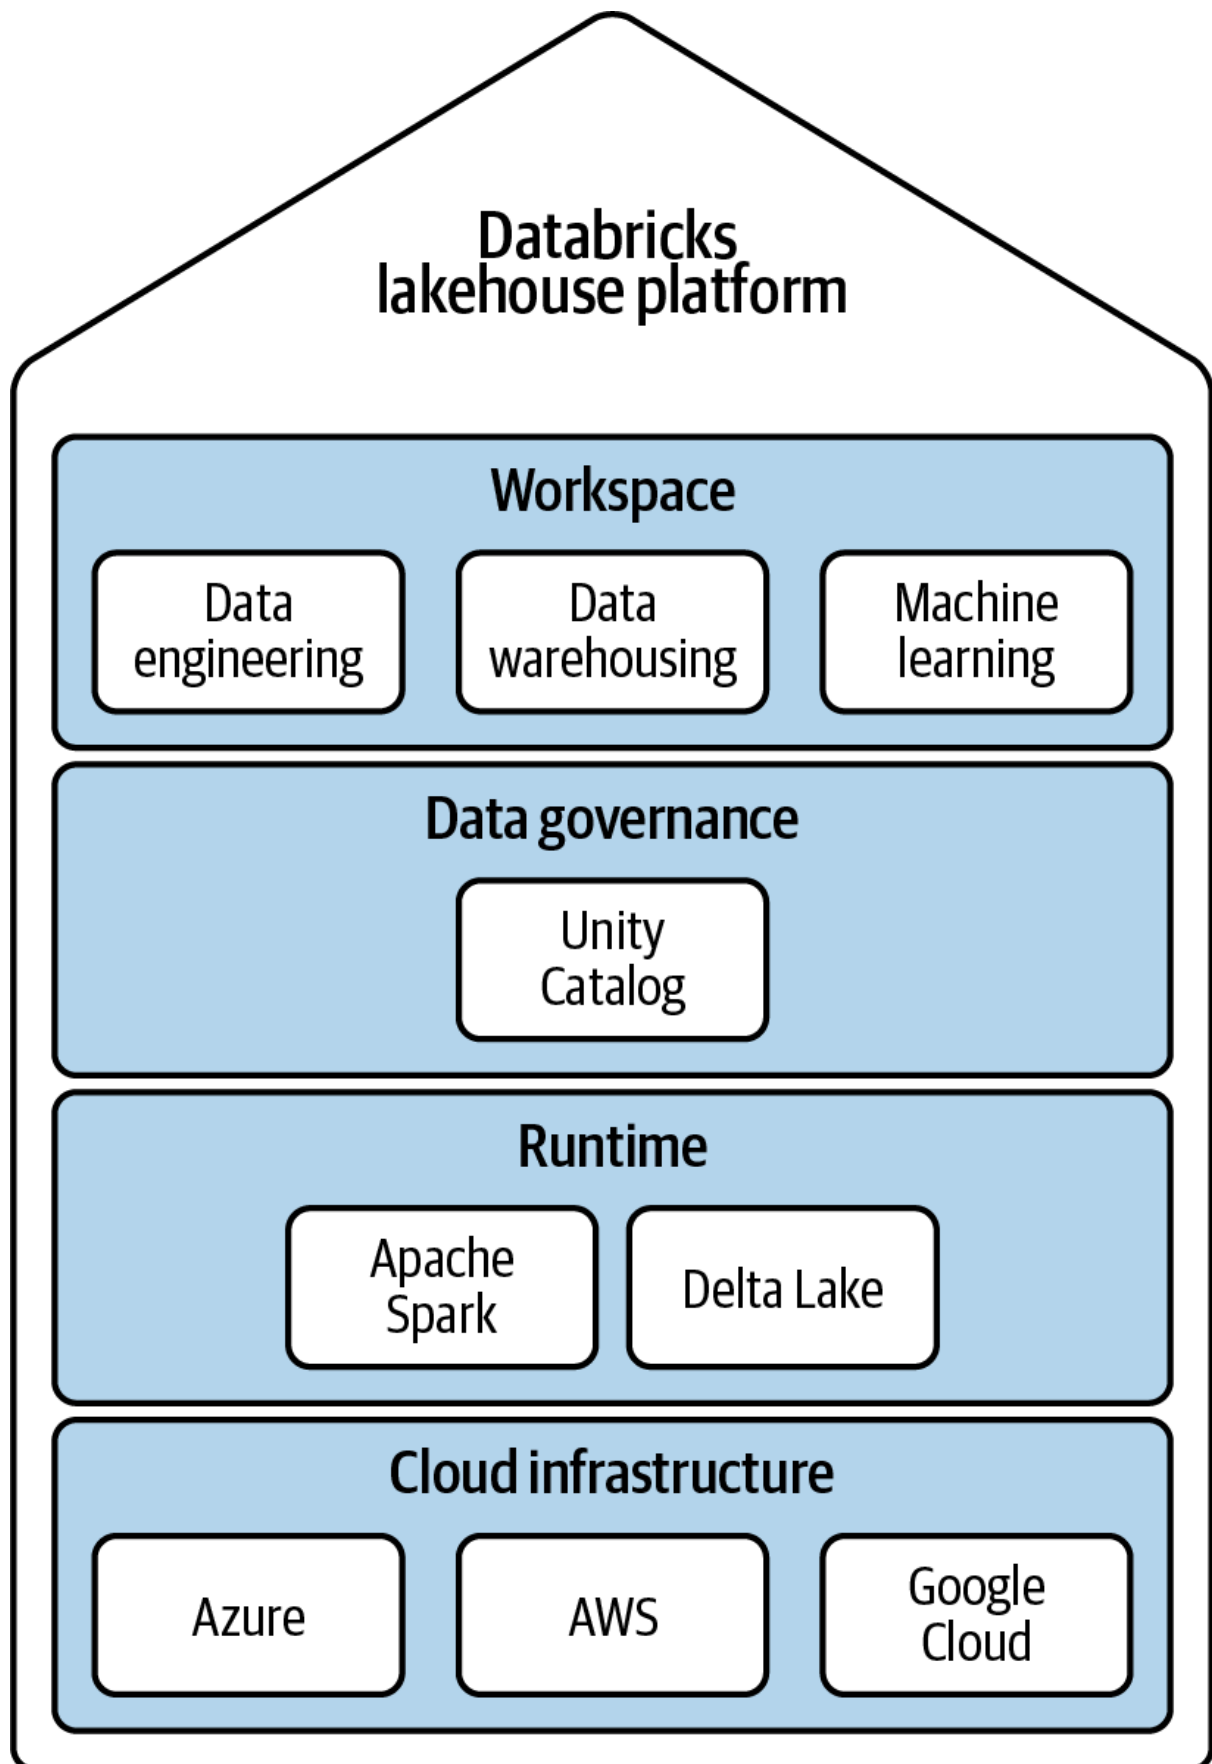 Databricks
lakehouse platform
Workspace
Data
engineering
Data
warehousing
Machine
learning
Data governance
Unity
Catalog
Runtime
Apache
Spark
Delta Lake
Cloud infrastructure
Azure
AWS
Google
Cloud